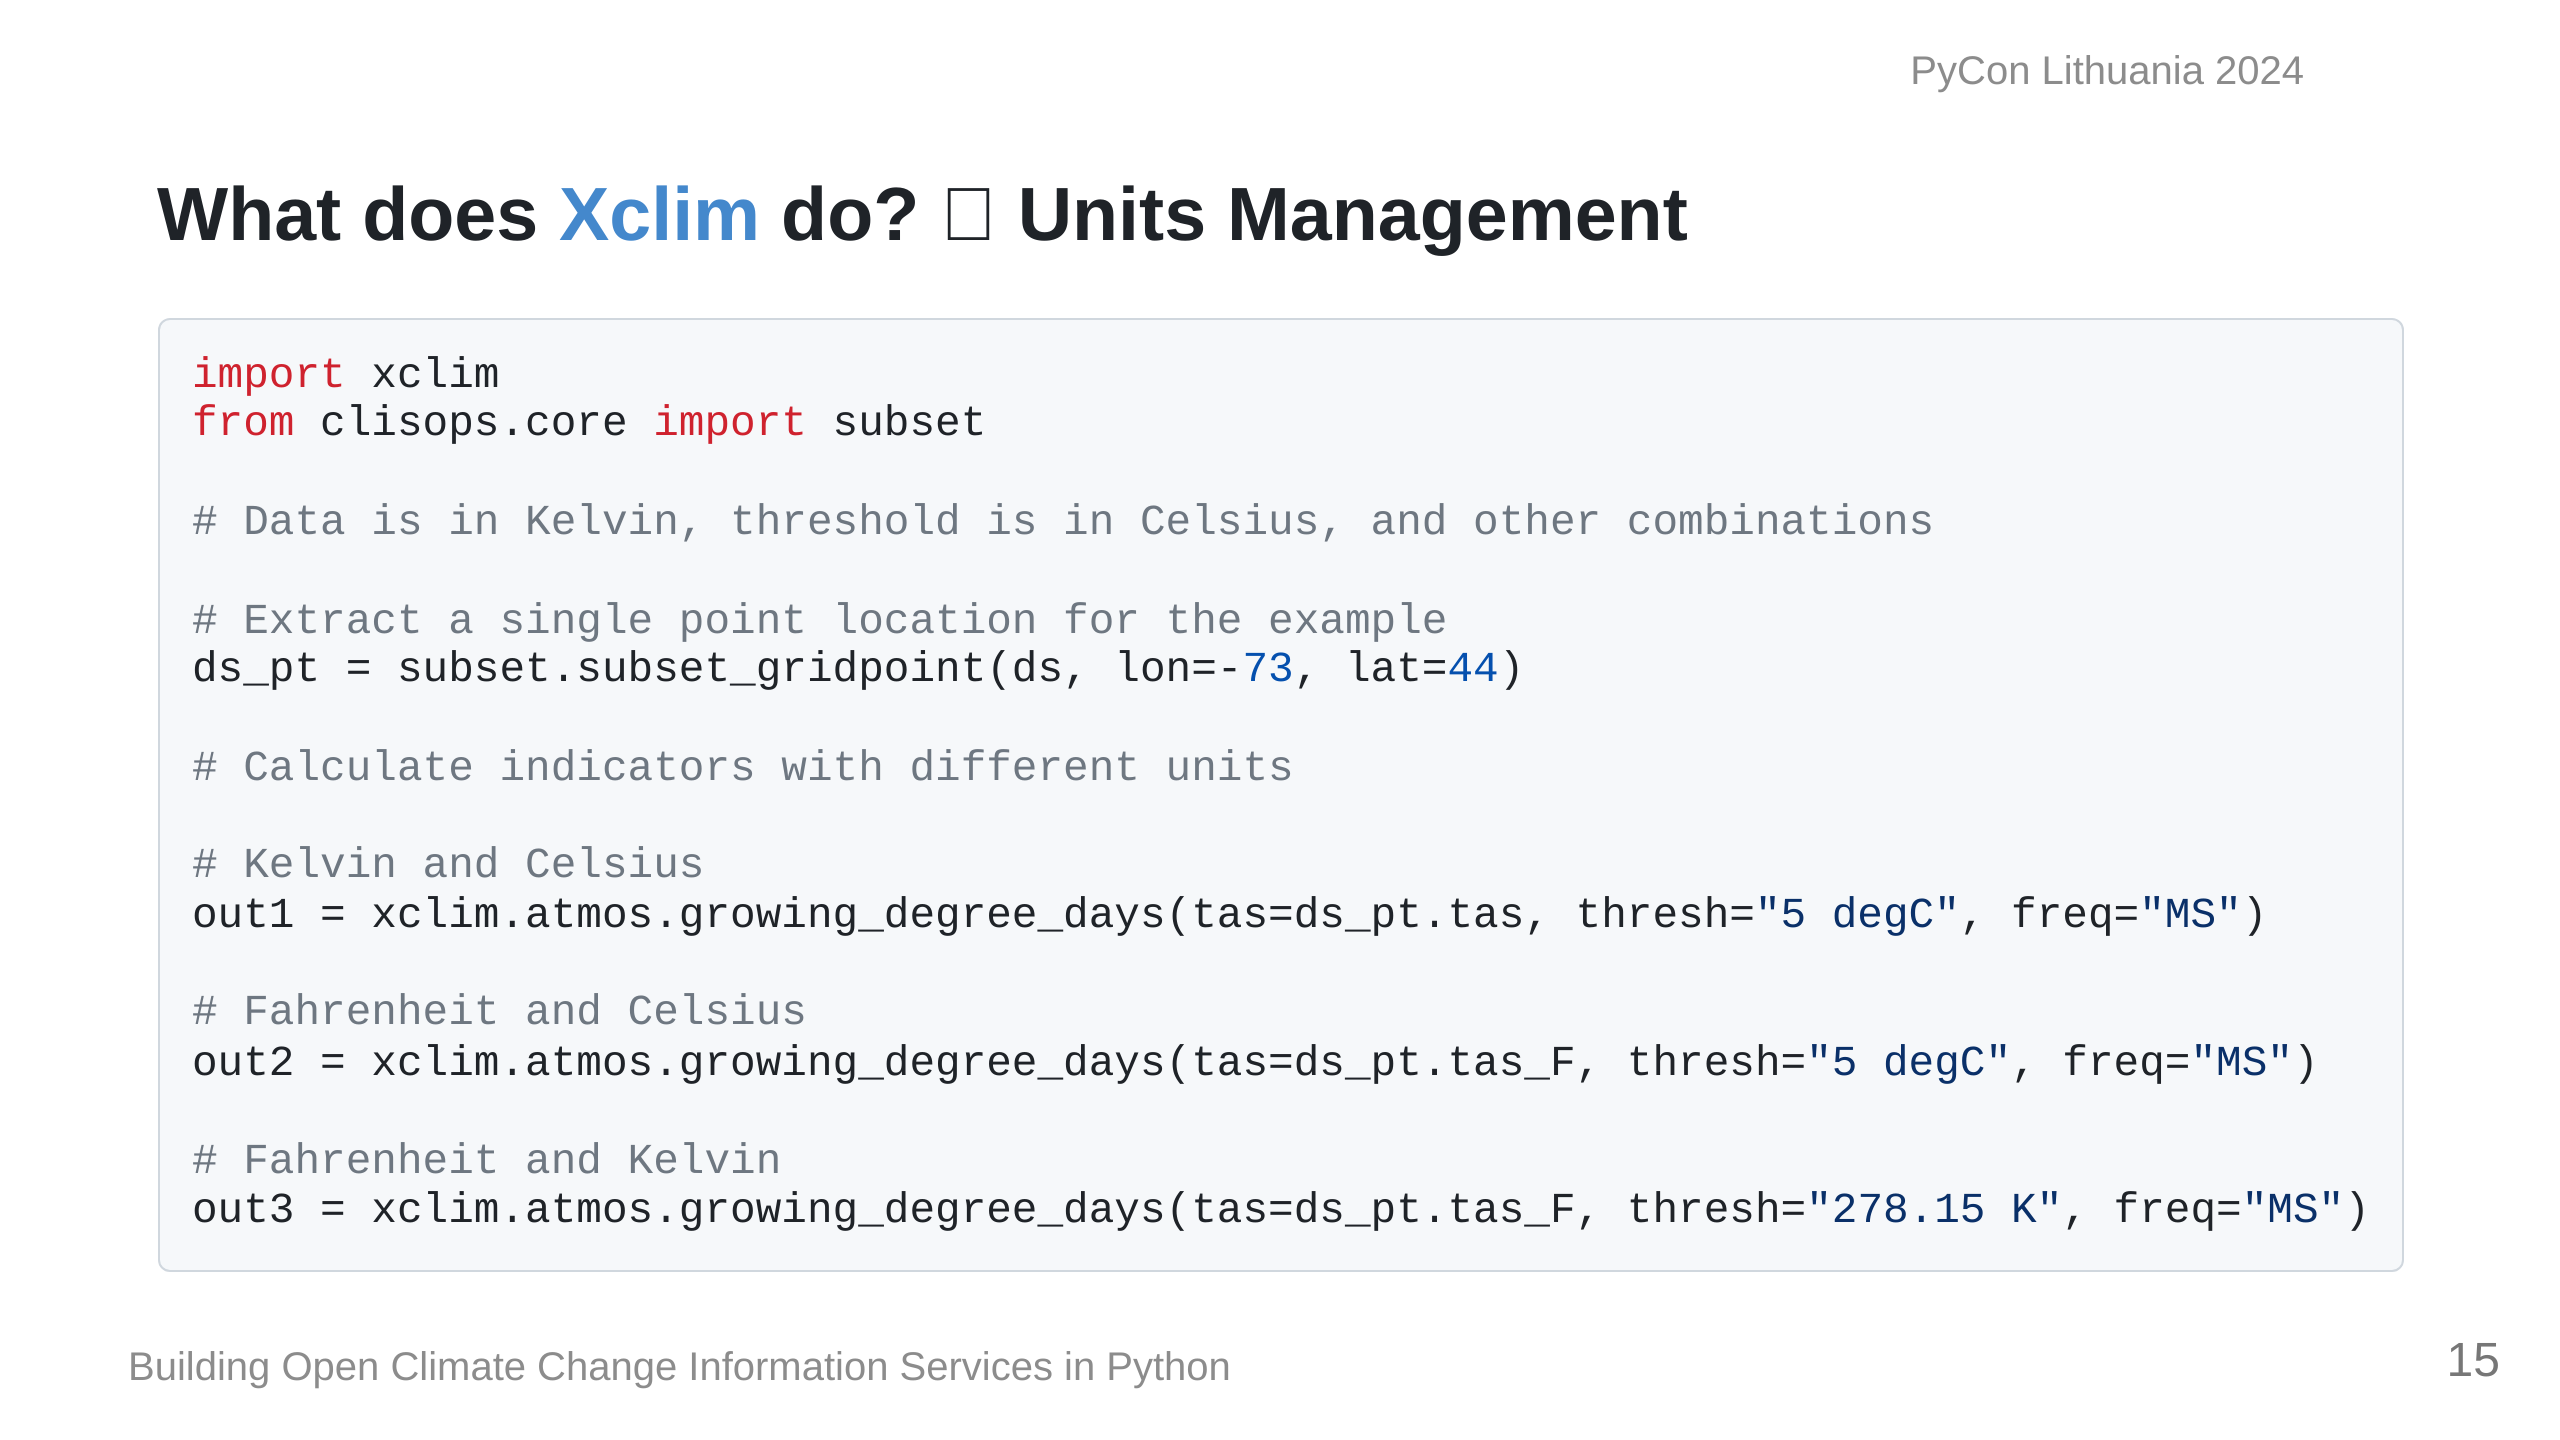 PyCon Lithuania 2024
What does Xclim do? Units Management
import xclim
from clisops.core import subset
# Data is in Kelvin, threshold is in Celsius, and other combinations
# Extract a single point location for the example
ds_pt = subset.subset_gridpoint(ds, lon=-73, lat=44)
# Calculate indicators with different units
# Kelvin and Celsius
out1 = xclim.atmos.growing_degree_days(tas=ds_pt.tas, thresh="5 degC", freq="MS")
# Fahrenheit and Celsius
out2 = xclim.atmos.growing_degree_days(tas=ds_pt.tas_F, thresh="5 degC", freq="MS")
# Fahrenheit and Kelvin
out3 = xclim.atmos.growing_degree_days(tas=ds_pt.tas_F, thresh="278.15 K", freq="MS")
Building Open Climate Change Information Services in Python
15